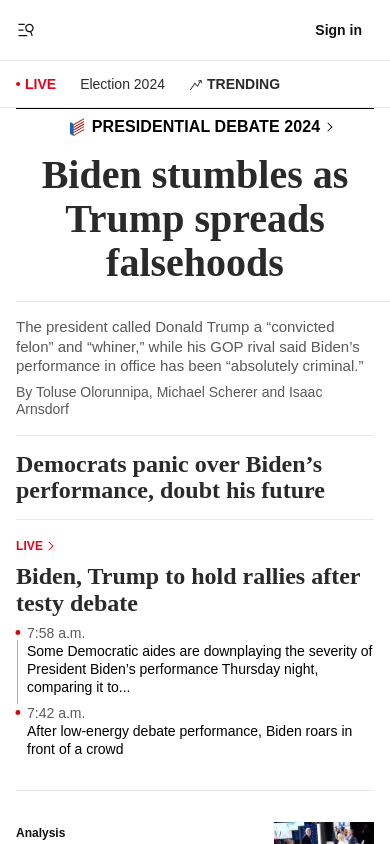 Sign in
LIVE Election 2024 TRENDING
PRESIDENTIAL DEBATE 2024
Biden stumbles as
Trump spreads
falsehoods
The president called Donald Trump a “convicted
felon” and “whiner,” while his GOP rival said Biden’s
performance in office has been “absolutely criminal.”
By Toluse Olorunnipa, Michael Scherer and Isaac
Arnsdorf
Democrats panic over Biden’s
performance, doubt his future
LIVE
Biden, Trump to hold rallies after
testy debate
7:58 a.m.
Some Democratic aides are downplaying the severity of
President Biden’s performance Thursday night,
comparing it to...
7:42 a.m.
After low-energy debate performance, Biden roars in
front of a crowd
Analysis